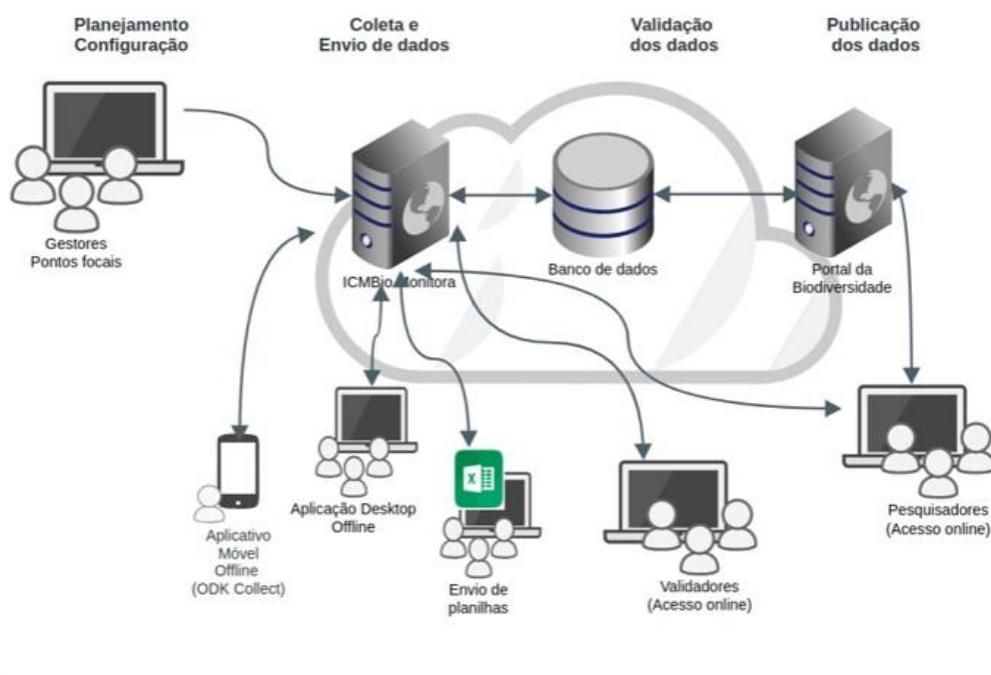 Planejamento
Configuração
Coleta e
Envio de dados
Validação
dos dados
Publicação
dos dados
Gestores
Pontos focais
ICMBio Monitora
Banco de dados
Portal da
Biodiversidade
Aplicativo
Móvel
Offline
(ODK Collect)
Aplicação Desktop
Offline
X
Envio de
planilhas
Validadores
(Acesso online)
Pesquisadores
(Acesso online)